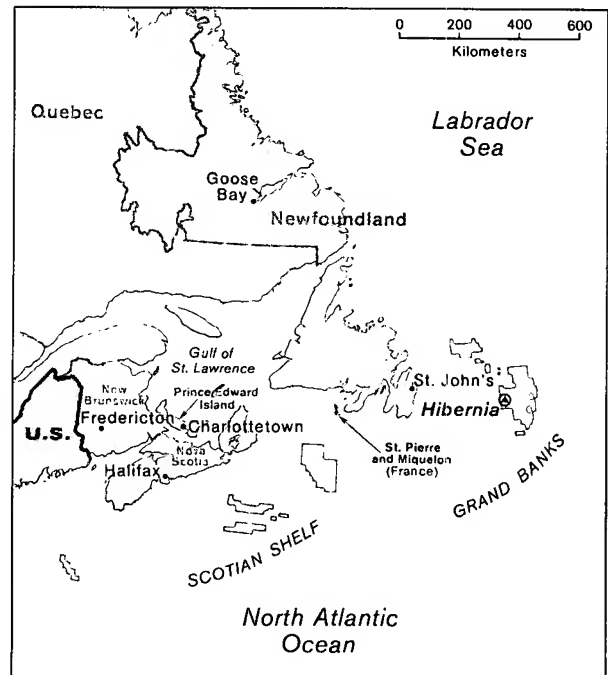 0 200 400 600
Kilometers
Quebec
Labrador
Sea
Goose
Bay
Newfoundland
Gulf of
St. Lawrence
New
Brunswick
Prince Edward
Island
St. John's
Hibernia
Fredericton
Charlottetown
U.S.
St. Pierre
and Miquelon
(France)
Nova
Scotia
Halifax
GRAND BANKS
SCOTIAN SHELF
North Atlantic
Ocean